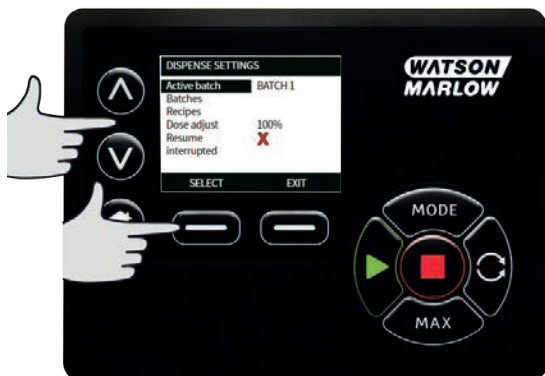 DISPENSE SETTINGS
Active batch BATCH 1
Batches
Recipes
Dose adjust 100%
Resume
interrupted
SELECT EXIT
WATSON
MARLOW
MODE
MAX